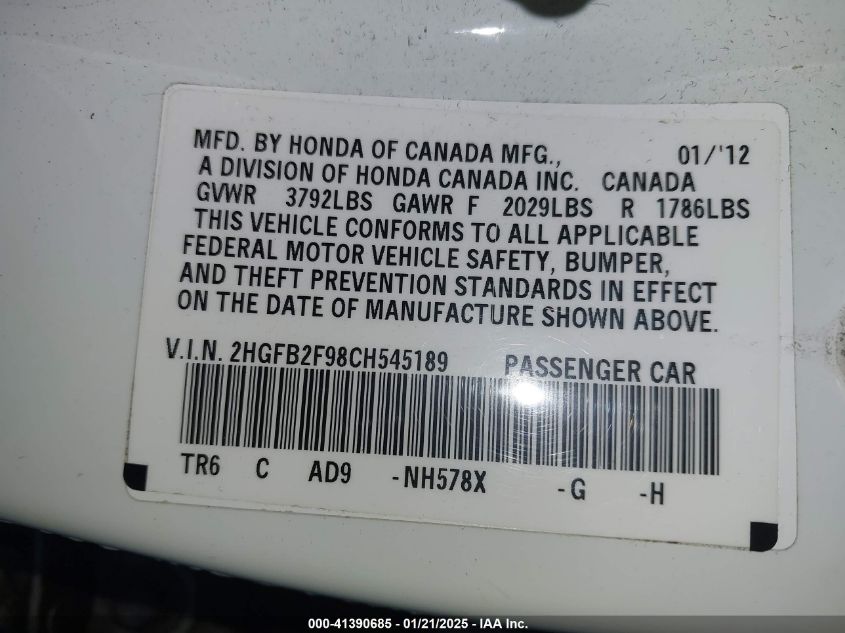 MFD. BY HONDA OF CANADA MFG., 01/'12
A DIVISION OF HONDA CANADA INC. CANADA
GVWR 3792LBS GAWR F 2029LBS R 1786LBS
THIS VEHICLE CONFORMS TO ALL APPLICABLE
FEDERAL MOTOR VEHICLE SAFETY, BUMPER,
AND THEFT PREVENTION STANDARDS IN EFFECT
ON THE DATE OF MANUFACTURE SHOWN ABOVE.
V.I.N. 2HGFB2F98CH545189 PASSENGER CAR
TR6 C AD9 -NH578X -G -H
000-41390685 - 01/21/2025 - IAA Inc.